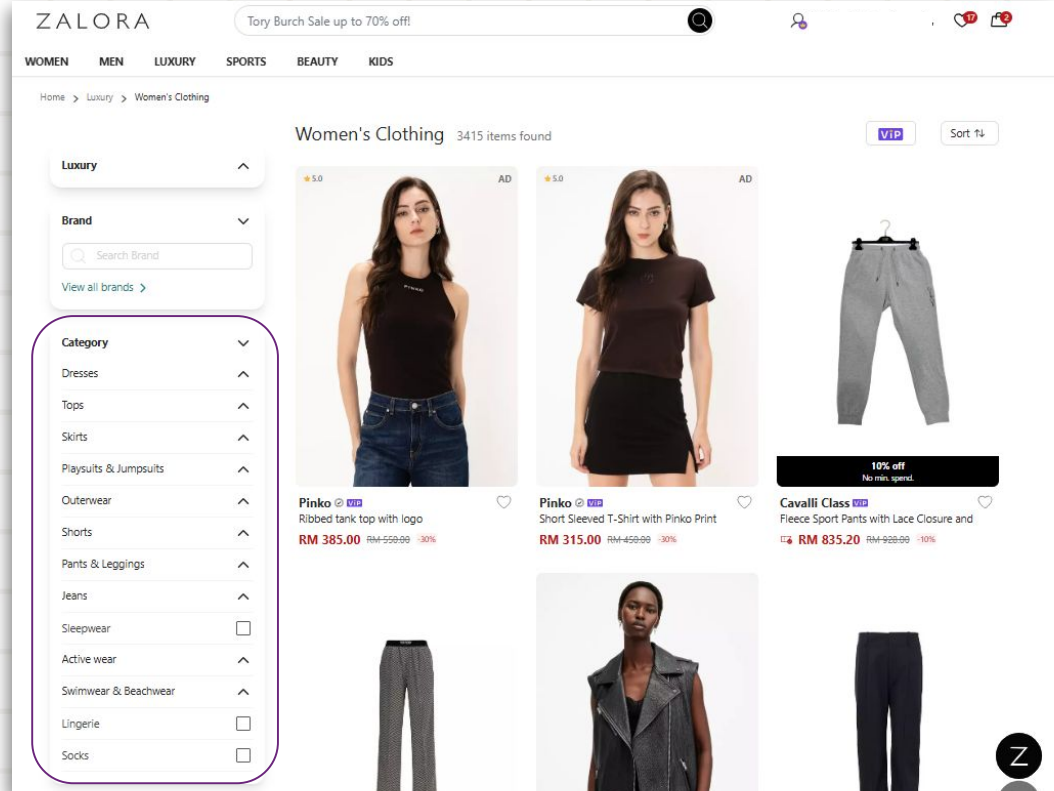 ZALORA
Tory Burch Sale up to 70% off!
17
2
WOMEN MEN LUXURY SPORTS BEAUTY KIDS
Home > Luxury > Women's Clothing
Women's Clothing 3415 items found
ViP
Sort
Luxury
Brand
Search Brand
View all brands >
Category
Dresses
Tops
Skirts
Playsuits & Jumpsuits
Outerwear
Shorts
Pants & Leggings
Jeans
Sleepwear
Active wear
Swimwear & Beachwear
Lingerie
Socks
5.0 AD
PINKO
Pinko ViP
Ribbed tank top with logo
RM 385.00 RM 550.00 -30%
5.0 AD
Pinko ViP
Short Sleeved T-Shirt with Pinko Print
RM 315.00 RM 450.00 -30%
10% off
No min. spend.
Cavalli Class ViP
Fleece Sport Pants with Lace Closure and
RM 835.20 RM 928.00 -10%
Z